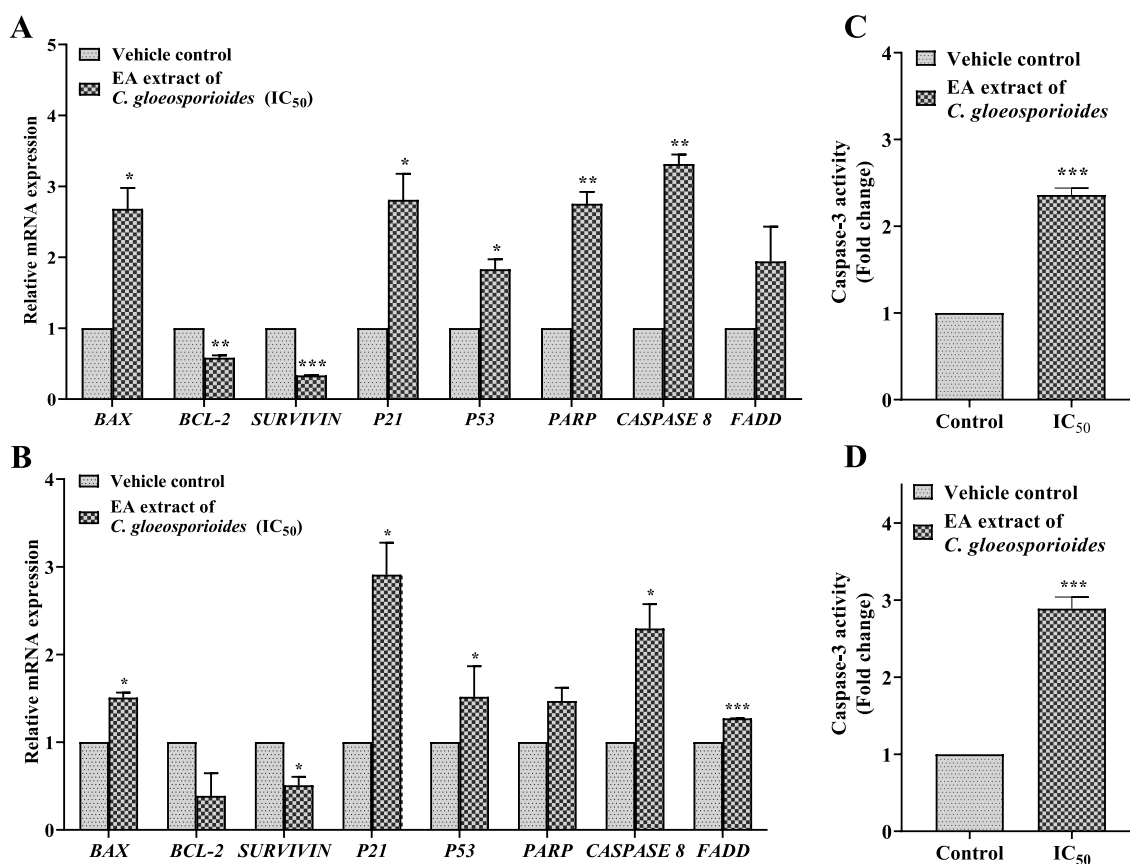 A
Vehicle control
EA extract of
C. gloeosporioides (IC50)
Relative mRNA expression
5
4
3
2
1
0
*
**
***
*
*
**
**
BAX BCL-2 SURVIVIN P21 P53 PARP CASPASE 8 FADD
B
Vehicle control
EA extract of
C. gloeosporioides (IC50)
Relative mRNA expression
4
3
2
1
0
*
*
*
*
*
***
BAX BCL-2 SURVIVIN P21 P53 PARP CASPASE 8 FADD
C
Vehicle control
EA extract of
C. gloeosporioides
Caspase-3 activity
(Fold change)
4
3
2
1
0
***
Control IC50
D
Vehicle control
EA extract of
C. gloeosporioides
Caspase-3 activity
(Fold change)
4
3
2
1
0
***
Control IC50